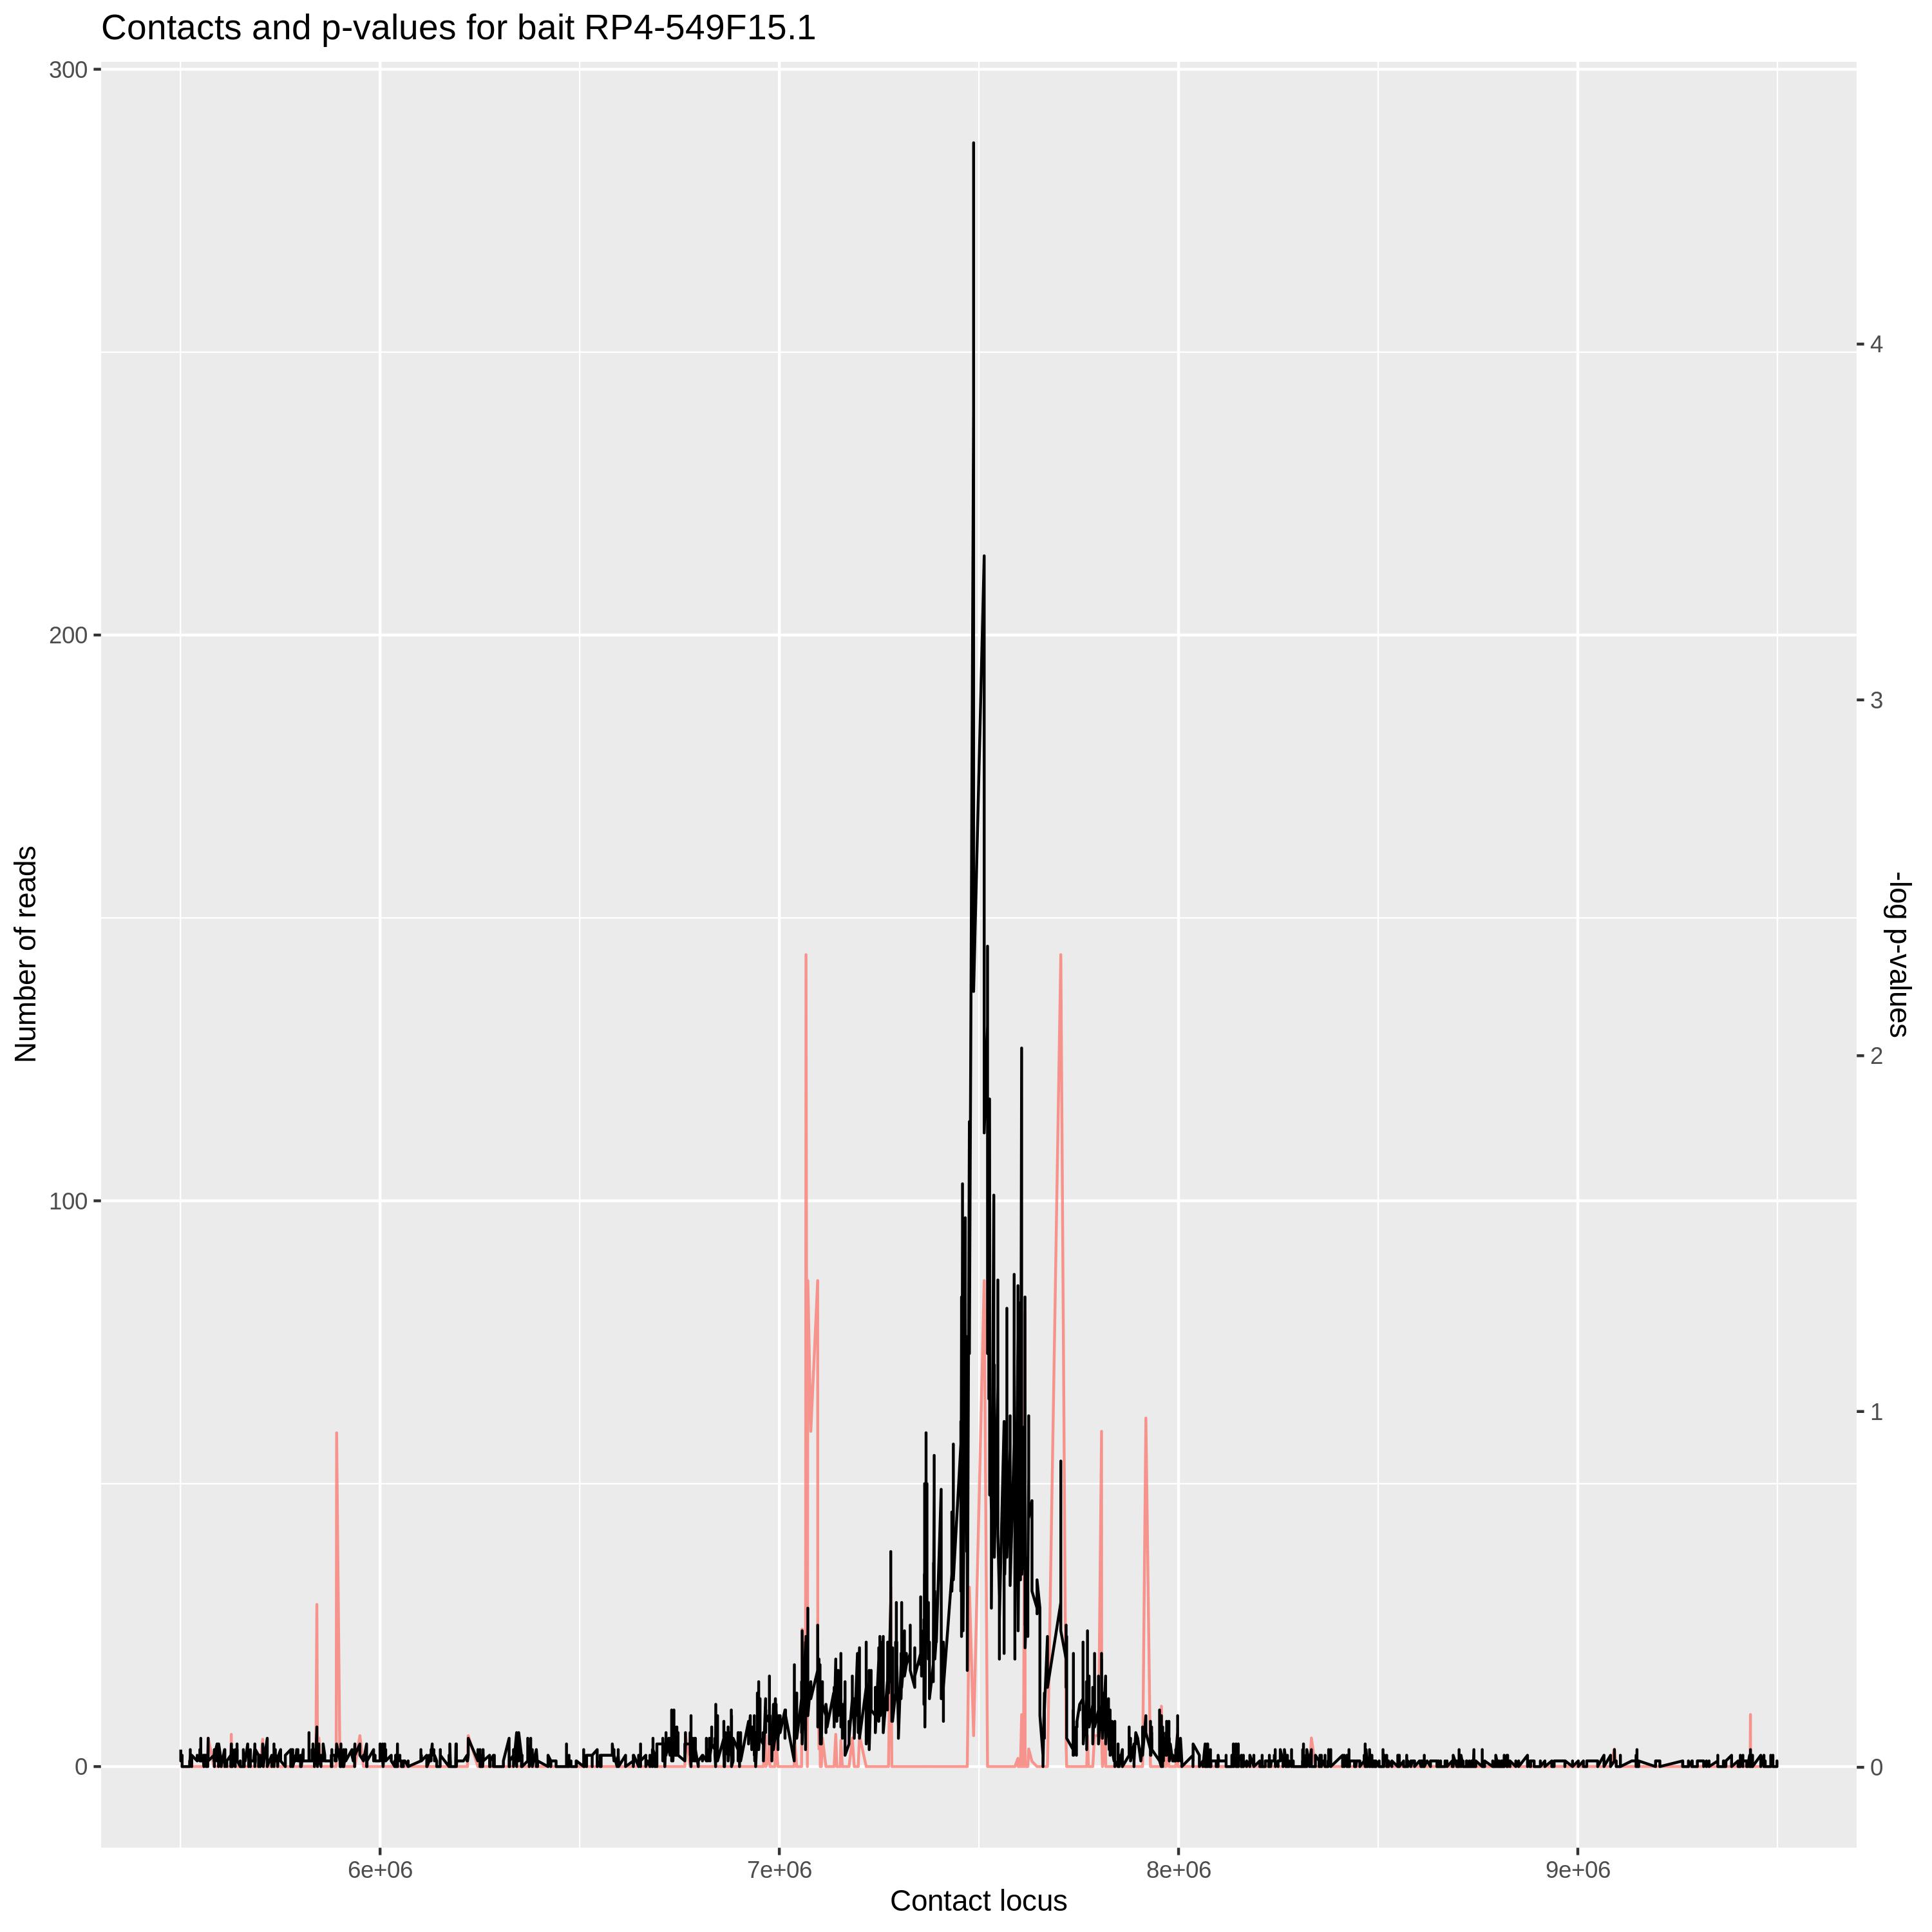 Contacts and p-values for bait RP4-549F15.1
300
200
100
0
Number of reads
4
3
2
1
0
-log p-values
6e+06
7e+06
8e+06
9e+06
Contact locus